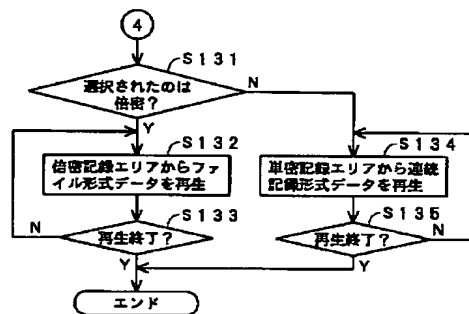 4
S131
選択されたのは
倍密？
N
Y
S132
倍密記録エリアからファ
イル形式データを再生
S134
単密記録エリアから連続
記録形式データを再生
S133
再生終了？
N
Y
S135
再生終了？
N
Y
エンド